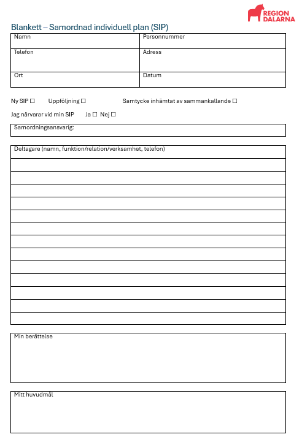 REGION
DALARNA
Blankett – Samordnad individuell plan (SIP)
Namn Personnummer
Telefon Adress
Ort Datum
Ny SIP ☐ Uppföljning ☐ Samtycke inhämtat av sammankallande ☐
Jag närvarar vid min SIP Ja ☐ Nej ☐
Samordningsansvarig:
Deltagare (namn, funktion/relation/verksamhet, telefon)
Min berättelse
Mitt huvudmål